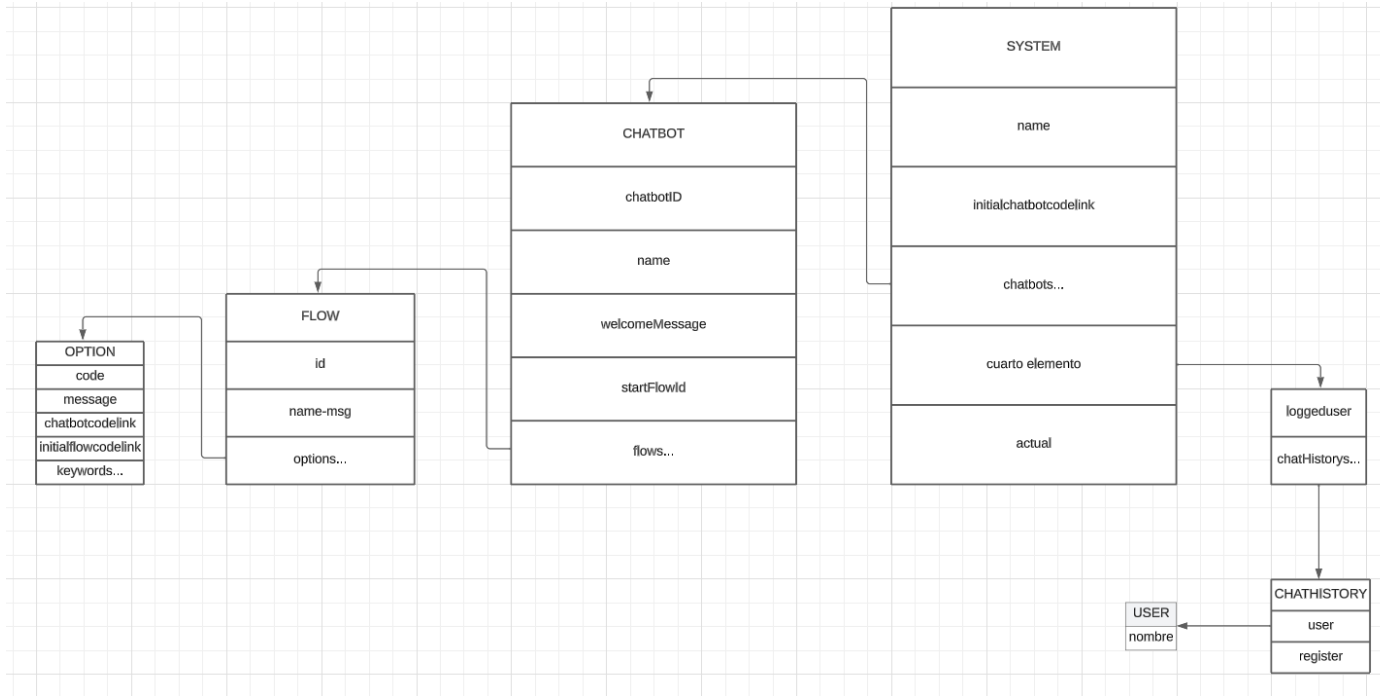 SYSTEM
name
initialchatbotcodelink
chatbots...
cuarto elemento
actual
CHATBOT
chatbotID
name
welcomeMessage
startFlowId
flows...
FLOW
id
name-msg
options...
OPTION
code
message
chatbotcodelink
initialflowcodelink
keywords...
loggeduser
chatHistorys...
CHATHISTORY
user
register
USER
nombre